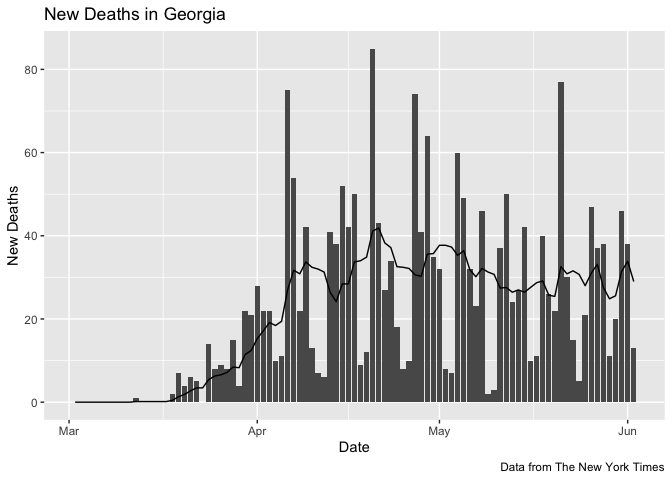 New Deaths in Georgia
80
60
40
20
0
New Deaths
Mar
Apr
May
Jun
Date
Data from The New York Times